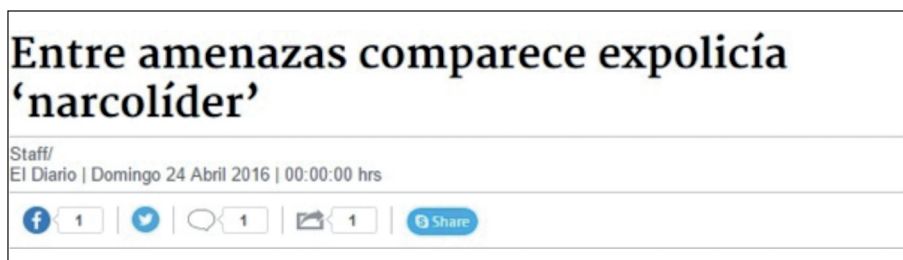 Entre amenazas comparece expolicía
‘narcolíder’
Staff/
El Diario | Domingo 24 Abril 2016 | 00:00:00 hrs
1 | | 1 | 1 | Share